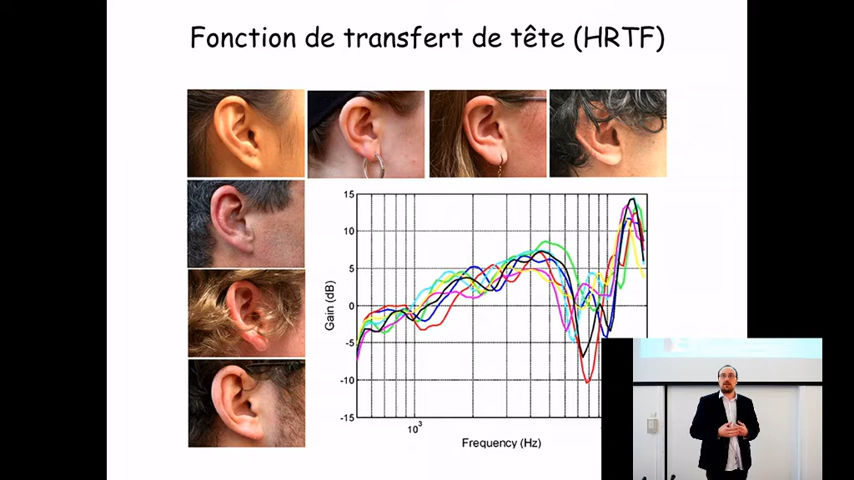 Fonction de transfert de tête (HRTF)
15
10
5
0
-5
-10
-15
Gain (dB)
10³
Frequency (Hz)